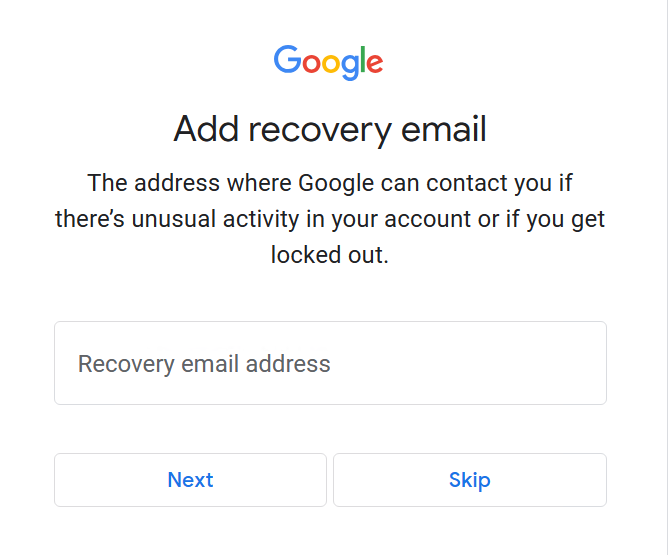 Google
Add recovery email
The address where Google can contact you if
there’s unusual activity in your account or if you get
locked out.
Recovery email address
Next
Skip